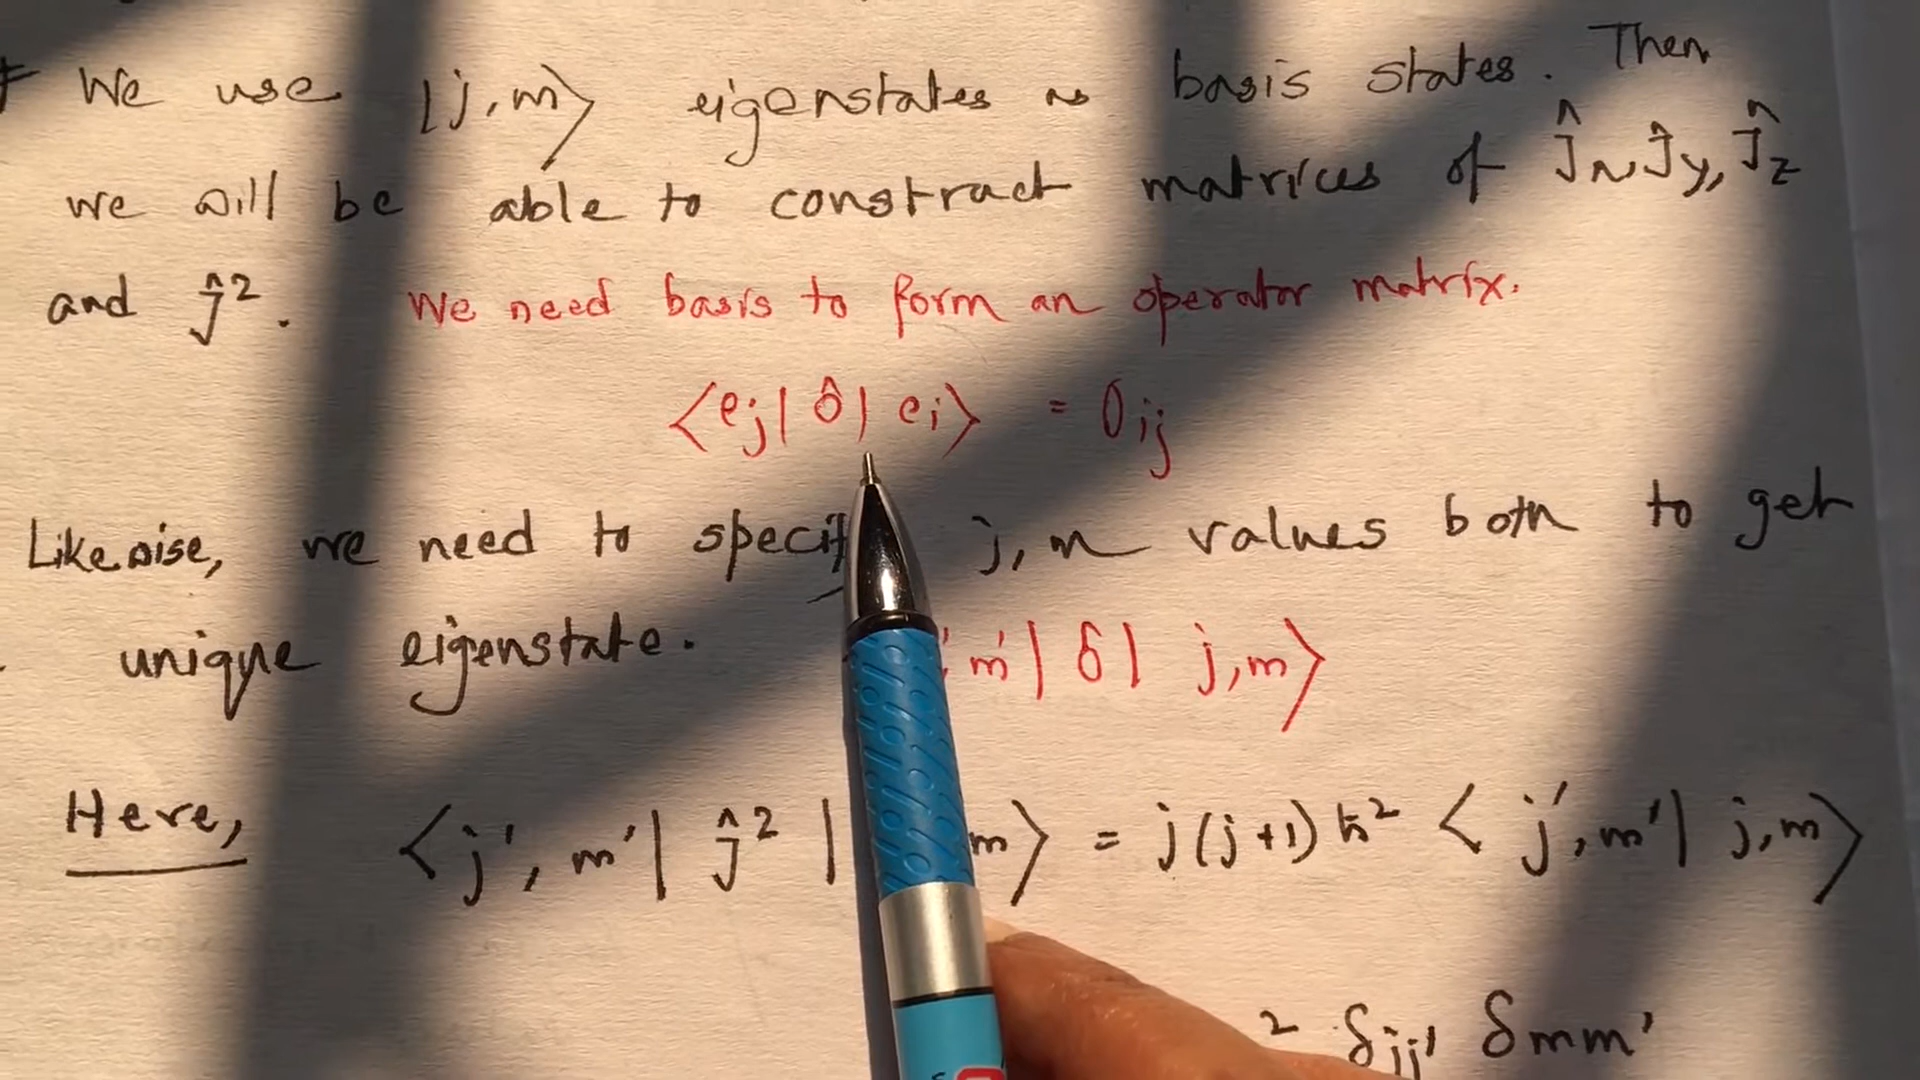 * We use |j,m⟩ eigenstates as basis states. Then
we will be able to construct matrices of Ĵx, Ĵy, Ĵz
and Ĵ². We need basis to form an operator matrix.
⟨ej| ô| ei⟩ = Oij
Likewise, we need to specify j, m values both to get
unique eigenstate. ' m'| ô | j,m⟩
Here, ⟨j', m'| Ĵ² | m⟩ = j(j+1)ħ² ⟨ j', m'| j,m⟩
² δjj' δmm'